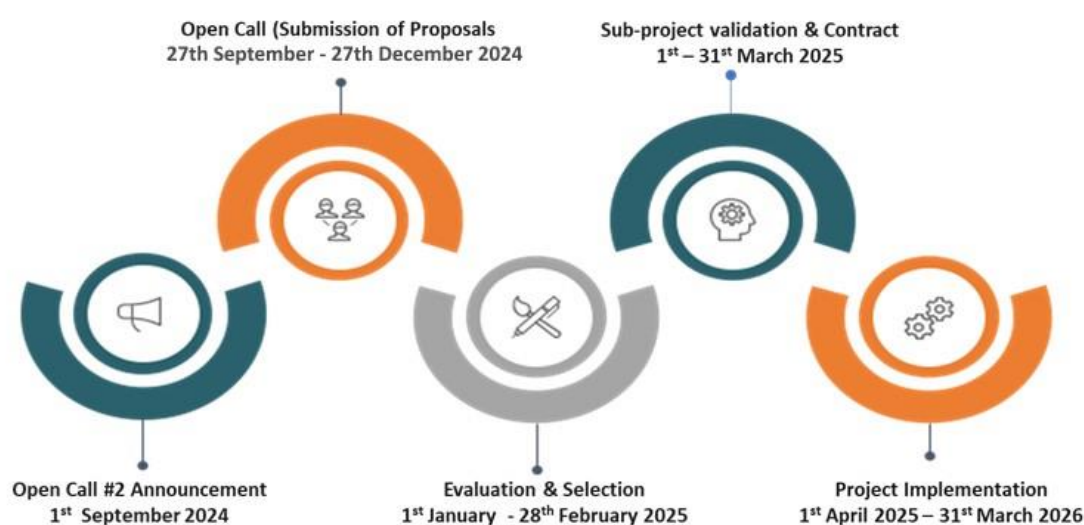 Open Call (Submission of Proposals
27th September - 27th December 2024
Sub-project validation & Contract
1st – 31st March 2025
Open Call #2 Announcement
1st September 2024
Evaluation & Selection
1st January - 28th February 2025
Project Implementation
1st April 2025 – 31st March 2026